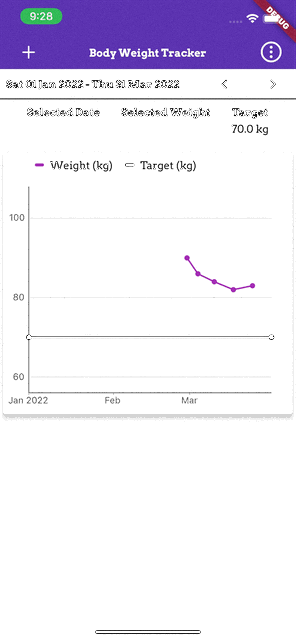 9:28
DEBUG
Body Weight Tracker
Sat 01 Jan 2022 - Thu 31 Mar 2022
Selected Date Selected Weight Target
70.0 kg
Weight (kg) Target (kg)
100
80
60
Jan 2022 Feb Mar